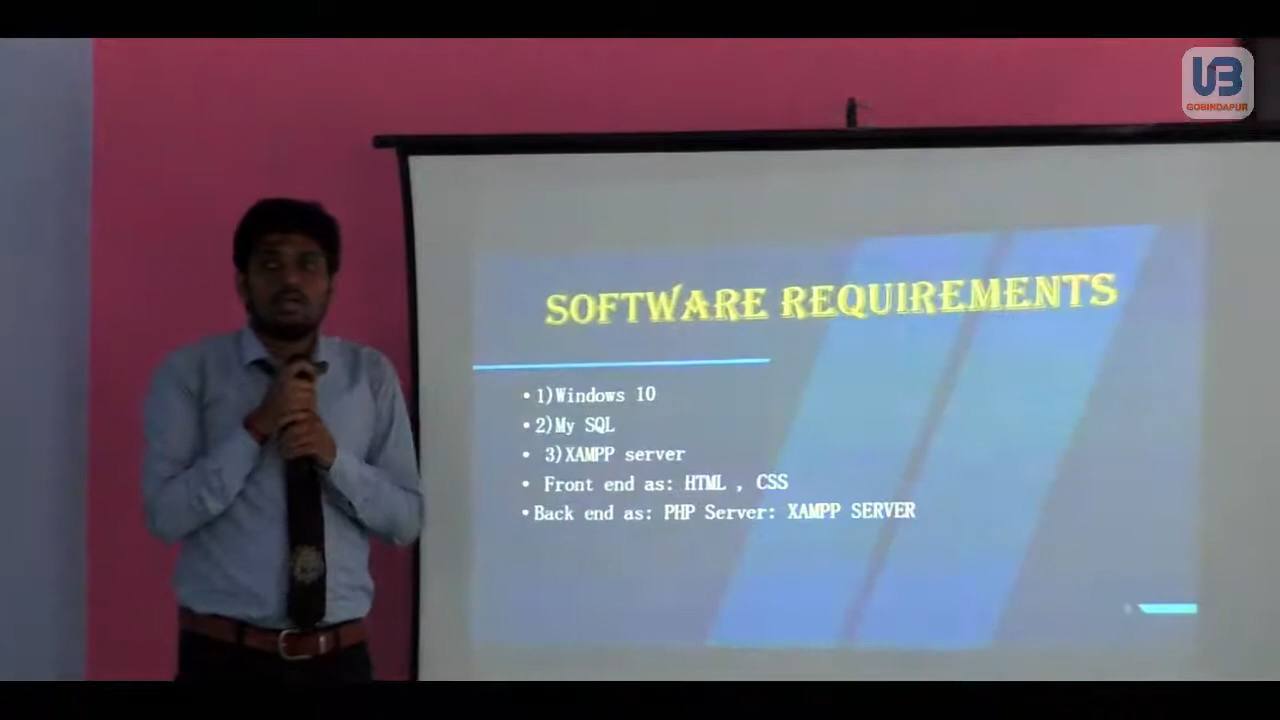 UB
GOBINDAPUR
SOFTWARE REQUIREMENTS
• 1)Windows 10
• 2)My SQL
• 3)XAMPP server
• Front end as: HTML , CSS
• Back end as: PHP Server: XAMPP SERVER